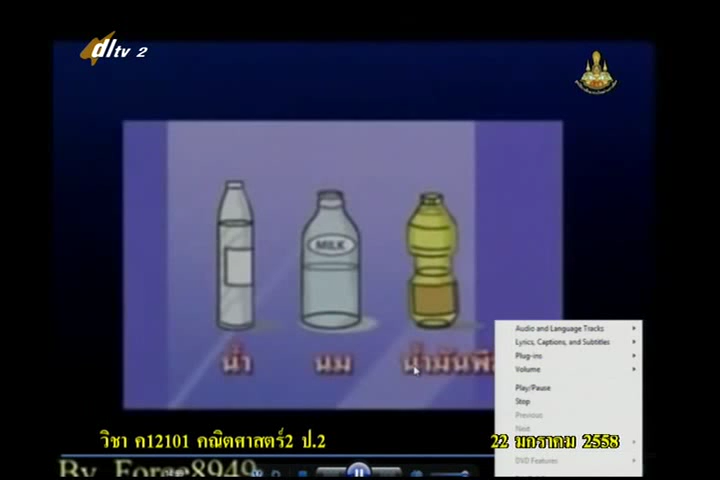 dltv 2
MILK
น้ำ
นม
Audio and Language Tracks
Lyrics, Captions, and Subtitles
Plug-ins
Volume
Play/Pause
Stop
Previous
Next
DVD Features
วิชา ค12101 คณิตศาสตร์2 ป.2
22 มกราคม 2558
By Force8949